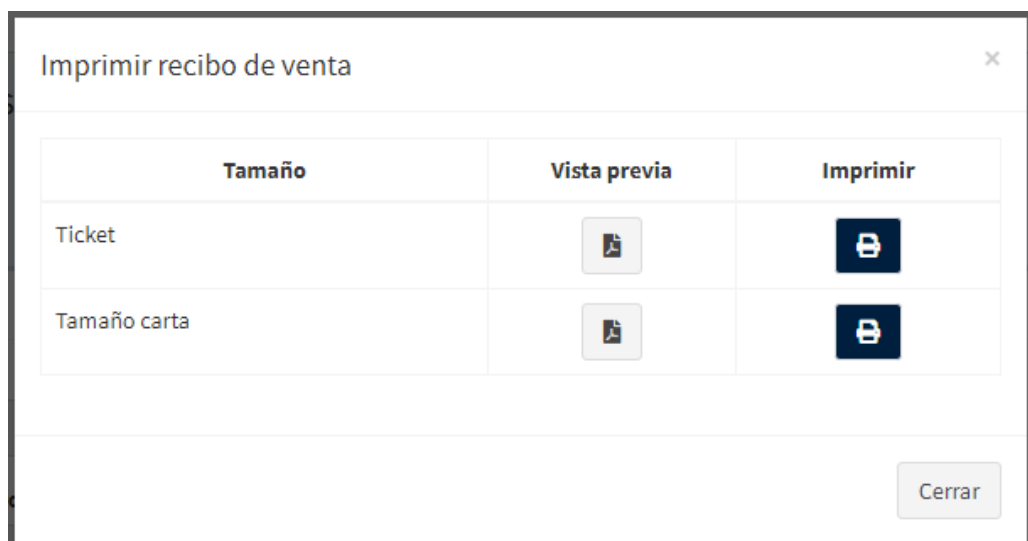 Imprimir recibo de venta
×
Tamaño Vista previa Imprimir
Ticket
Tamaño carta
Cerrar